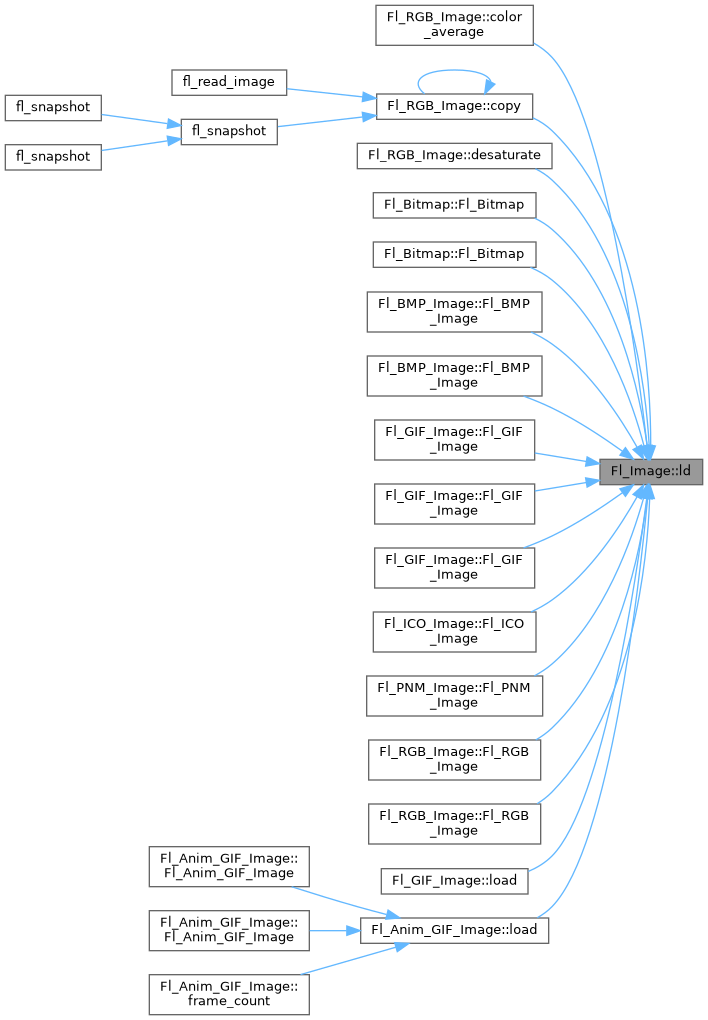 Fl_RGB_Image::color
_average
fl_read_image
fl_snapshot
Fl_RGB_Image::copy
fl_snapshot
fl_snapshot
Fl_RGB_Image::desaturate
Fl_Bitmap::Fl_Bitmap
Fl_Bitmap::Fl_Bitmap
Fl_BMP_Image::Fl_BMP
_Image
Fl_BMP_Image::Fl_BMP
_Image
Fl_GIF_Image::Fl_GIF
_Image
Fl_Image::ld
Fl_GIF_Image::Fl_GIF
_Image
Fl_GIF_Image::Fl_GIF
_Image
Fl_ICO_Image::Fl_ICO
_Image
Fl_PNM_Image::Fl_PNM
_Image
Fl_RGB_Image::Fl_RGB
_Image
Fl_RGB_Image::Fl_RGB
_Image
Fl_GIF_Image::load
Fl_Anim_GIF_Image::
Fl_Anim_GIF_Image
Fl_Anim_GIF_Image::
Fl_Anim_GIF_Image
Fl_Anim_GIF_Image::load
Fl_Anim_GIF_Image::
frame_count